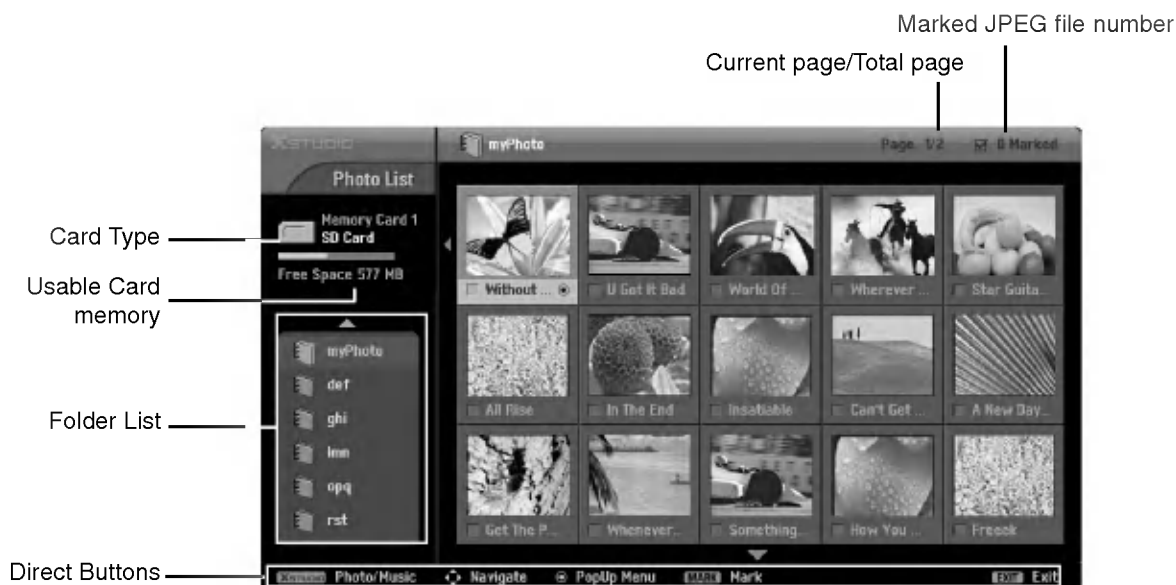 Marked JPEG file number
Current page/Total page
XSTUDIO
myPhoto
Page 1/2
0 Marked
Photo List
Card Type
Memory Card 1
SD Card
Usable Card
memory
Free Space 577 MB
Without ...
U Got It Bad
World Of ...
Wherever ...
Star Guita...
Folder List
myPhoto
def
ghi
lmn
opq
rst
All Rise
In The End
Insatiable
Can't Get ...
A New Day...
Get The P...
Whenever...
Something...
How You ...
Freeek
Direct Buttons
XSTUDIO Photo/Music Navigate PopUp Menu MARK Mark EXIT Exit